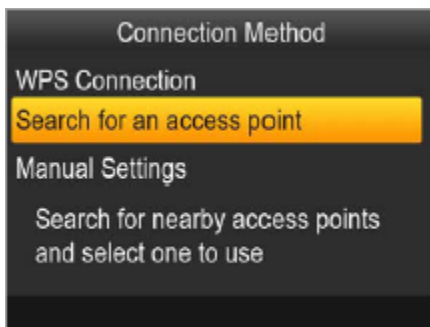 Connection Method
WPS Connection
Search for an access point
Manual Settings
Search for nearby access points
and select one to use